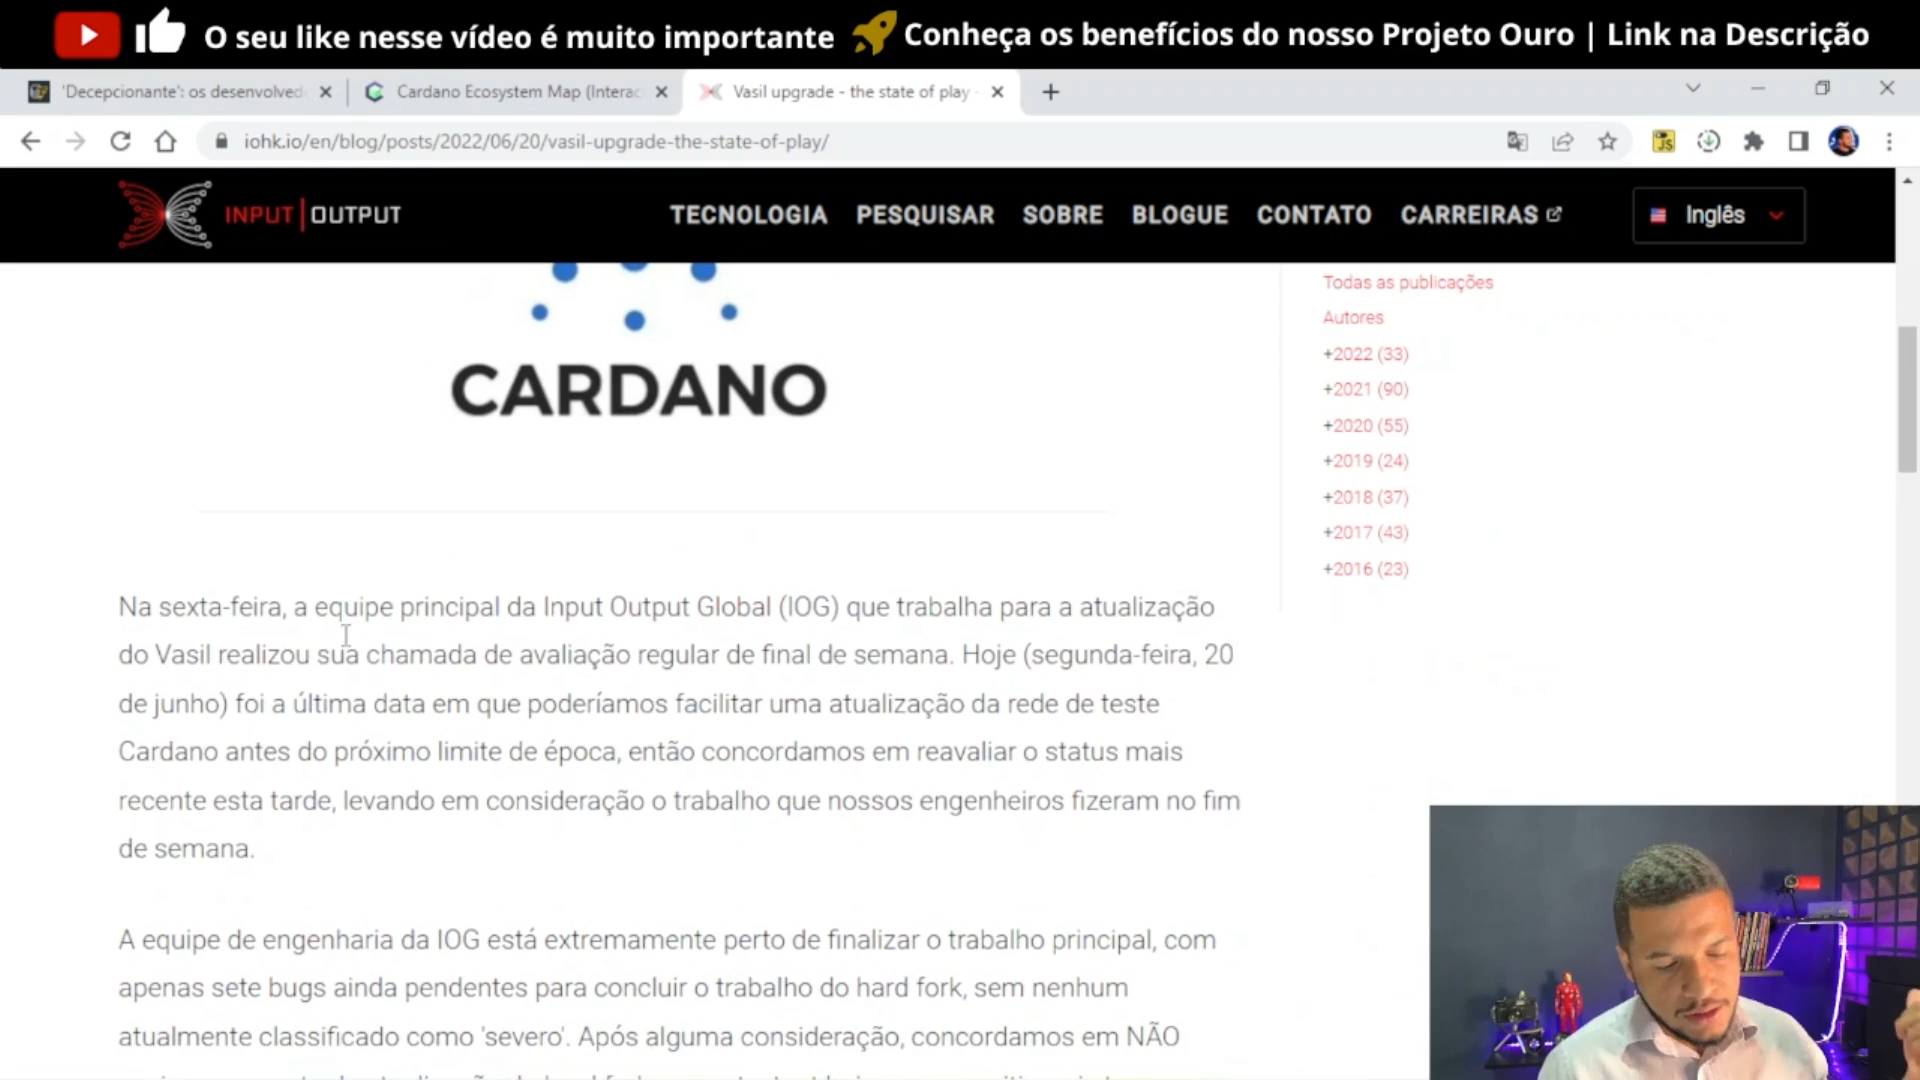 O seu like nesse vídeo é muito importante
Conheça os benefícios do nosso Projeto Ouro | Link na Descrição
'Decepcionante': os desenvolved
Cardano Ecosystem Map (Interac
Vasil upgrade - the state of play
iohk.io/en/blog/posts/2022/06/20/vasil-upgrade-the-state-of-play/
JS
INPUT | OUTPUT
TECNOLOGIA
PESQUISAR
SOBRE
BLOGUE
CONTATO
CARREIRAS
Inglês
CARDANO
Todas as publicações
Autores
+2022 (33)
+2021 (90)
+2020 (55)
+2019 (24)
+2018 (37)
+2017 (43)
+2016 (23)
Na sexta-feira, a equipe principal da Input Output Global (IOG) que trabalha para a atualização
do Vasil realizou sua chamada de avaliação regular de final de semana. Hoje (segunda-feira, 20
de junho) foi a última data em que poderíamos facilitar uma atualização da rede de teste
Cardano antes do próximo limite de época, então concordamos em reavaliar o status mais
recente esta tarde, levando em consideração o trabalho que nossos engenheiros fizeram no fim
de semana.
A equipe de engenharia da IOG está extremamente perto de finalizar o trabalho principal, com
apenas sete bugs ainda pendentes para concluir o trabalho do hard fork, sem nenhum
atualmente classificado como 'severo'. Após alguma consideração, concordamos em NÃO